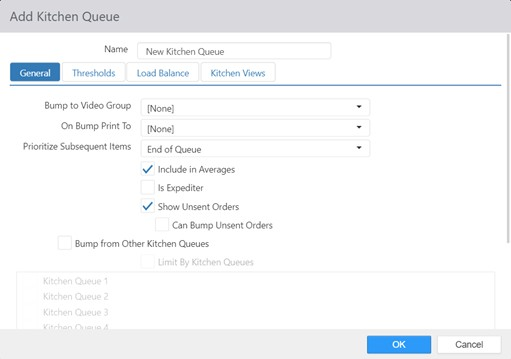 Add Kitchen Queue
Name New Kitchen Queue
General Thresholds Load Balance Kitchen Views
Bump to Video Group [None]
On Bump Print To [None]
Prioritize Subsequent Items End of Queue
Include in Averages
Is Expediter
Show Unsent Orders
Can Bump Unsent Orders
Bump from Other Kitchen Queues
Limit By Kitchen Queues
Kitchen Queue 1
Kitchen Queue 2
Kitchen Queue 3
Kitchen Queue 4
OK Cancel